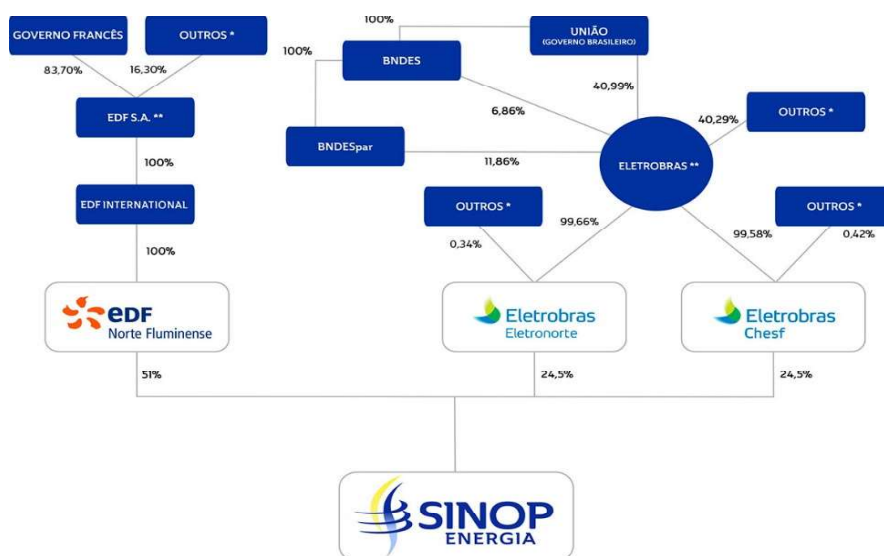 100%
GOVERNO FRANCÊS
OUTROS *
UNIÃO
(GOVERNO BRASILEIRO)
BNDES
100%
83,70%
16,30%
40,99%
6,86%
EDF S.A. **
40,29%
OUTROS *
BNDESpar
11,86%
ELETROBRAS **
100%
EDF INTERNATIONAL
OUTROS *
OUTROS *
99,66%
99,58%
0,34%
0,42%
100%
eDF
Norte Fluminense
Eletrobras
Eletronorte
Eletrobras
Chesf
51%
24,5%
24,5%
SINOP
ENERGIA